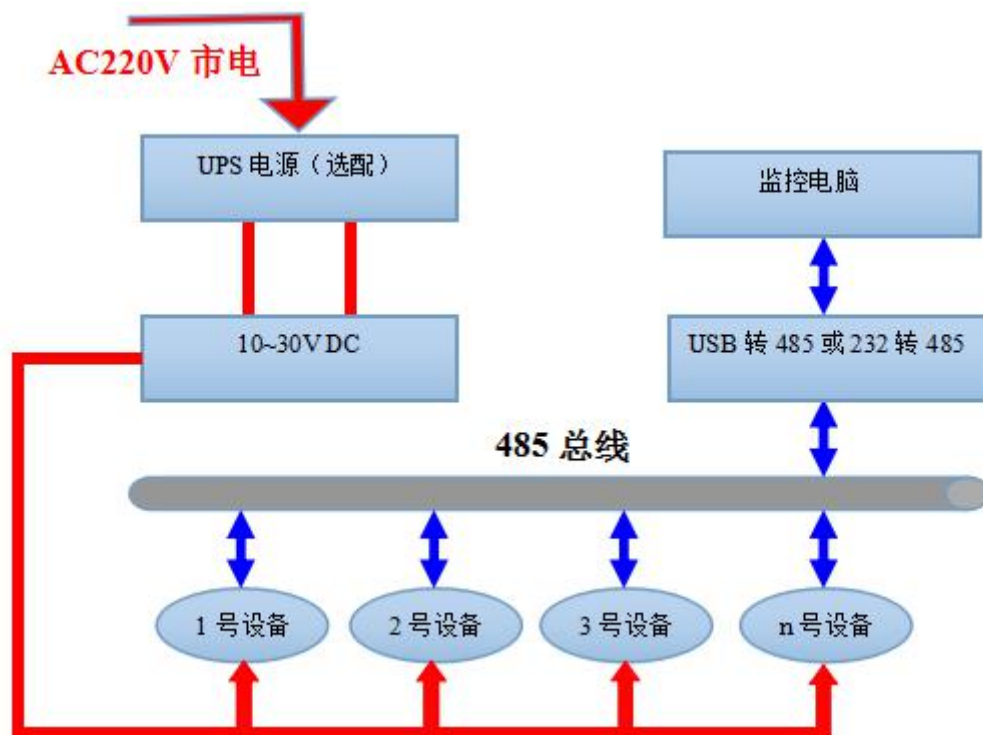 AC220V 市电
UPS 电源（选配）
监控电脑
10~30V DC
USB 转 485 或 232 转 485
485 总线
1 号设备
2 号设备
3 号设备
n 号设备